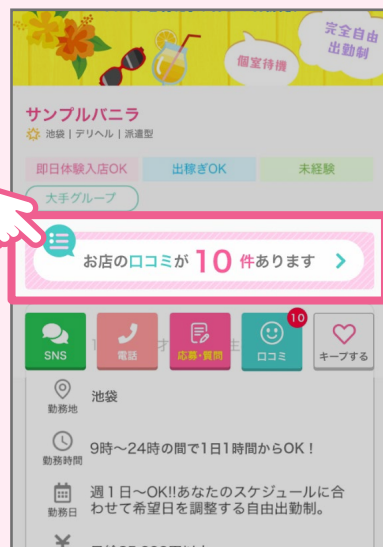 完全自由
出勤制
個室待機
サンプルバニラ
池袋 | デリヘル | 派遣型
即日体験入店OK 出稼ぎOK 未経験
大手グループ
お店の口コミが 10 件あります
10
SNS 電話 応募・質問 口コミ キープする
勤務地 池袋
勤務時間 9時〜24時の間で1日1時間からOK！
勤務日 週1日〜OK!!あなたのスケジュールに合
わせて希望日を調整する自由出勤制。